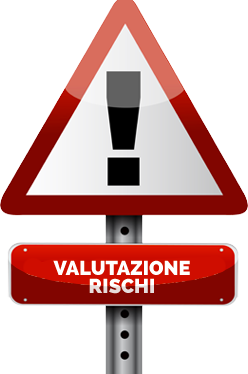 !
VALUTAZIONE
RISCHI